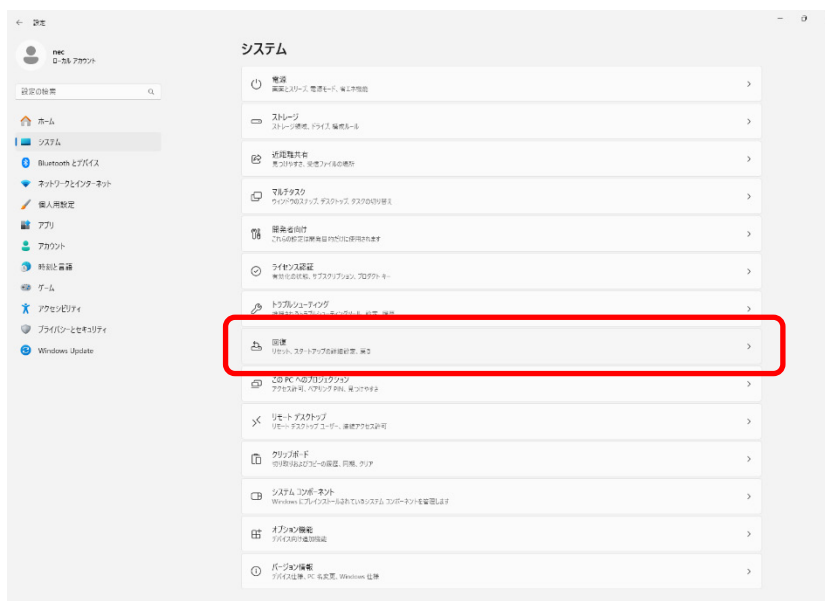 ← 設定
nec
ローカル アカウント
設定の検索
ホーム
システム
Bluetooth とデバイス
ネットワークとインターネット
個人用設定
アプリ
アカウント
時刻と言語
ゲーム
アクセシビリティ
プライバシーとセキュリティ
Windows Update
システム
電源
画面とスリープ、電源モード、省エネ機能
ストレージ
ストレージ領域、ドライブ、構成ルール
近距離共有
見つけやすさ、受信ファイルの場所
マルチタスク
ウィンドウのスナップ、デスクトップ、タスクの切り替え
開発者向け
これらの設定は開発目的だけに使用されます
ライセンス認証
有効化の状態、サブスクリプション、プロダクト キー
トラブルシューティング
回復
リセット、スタートアップの詳細設定、戻る
この PC へのプロジェクション
アクセス許可、ペアリング PIN、見つけやすさ
リモート デスクトップ
リモート デスクトップ ユーザー、接続アクセス許可
クリップボード
切り取りおよびコピーの履歴、同期、クリア
システム コンポーネント
Windows にプレインストールされているシステム コンポーネントを管理します
オプション機能
デバイス向け追加機能
バージョン情報
デバイスの仕様、PC 名変更、Windows 仕様